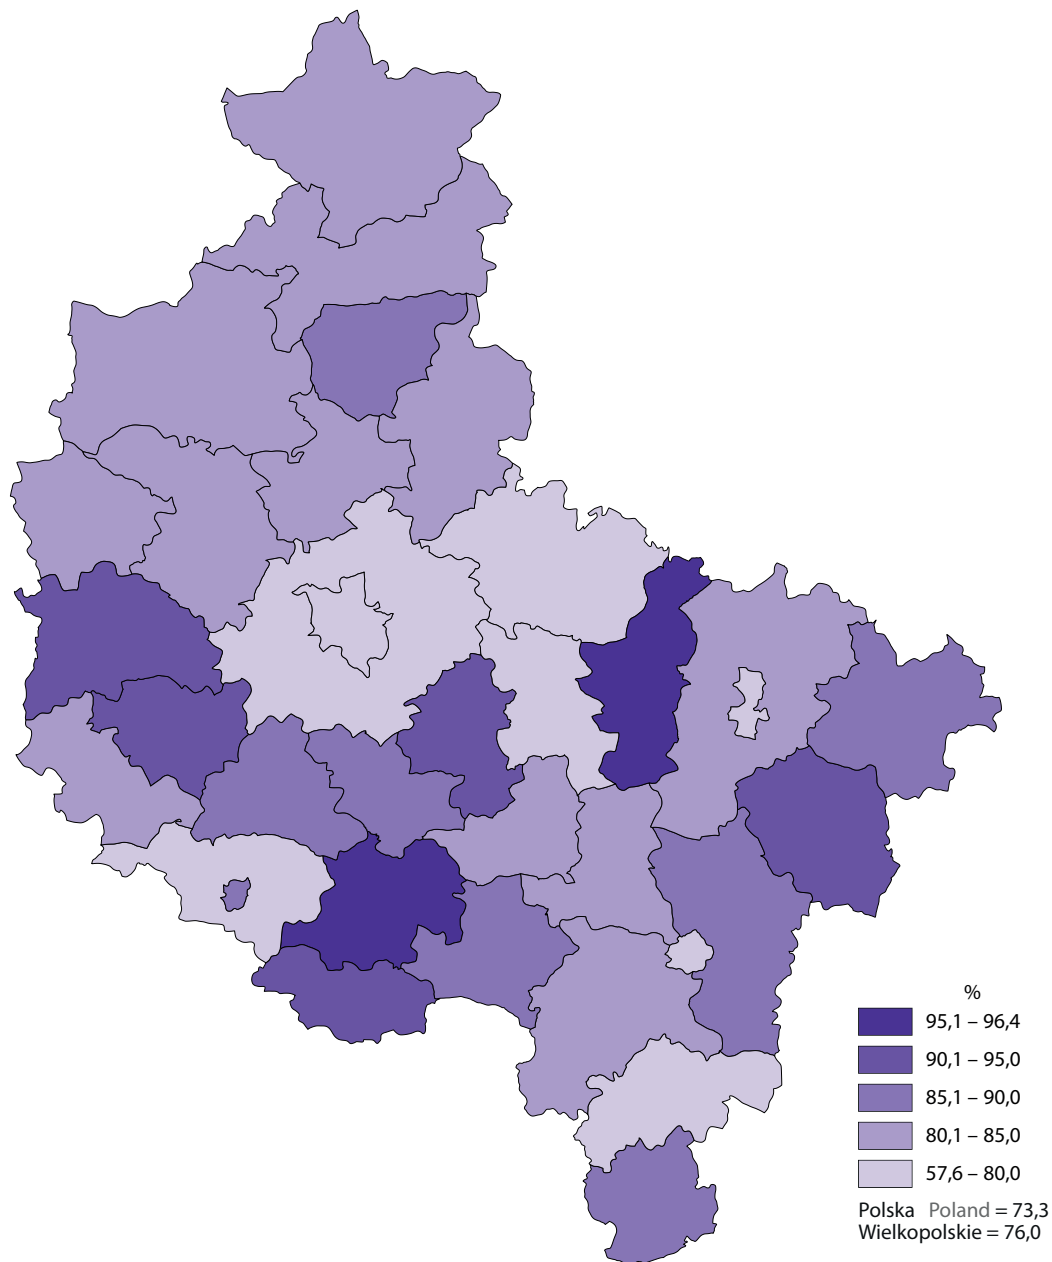 %
95,1 – 96,4
90,1 – 95,0
85,1 – 90,0
80,1 – 85,0
57,6 – 80,0
Polska Poland = 73,3
Wielkopolskie = 76,0